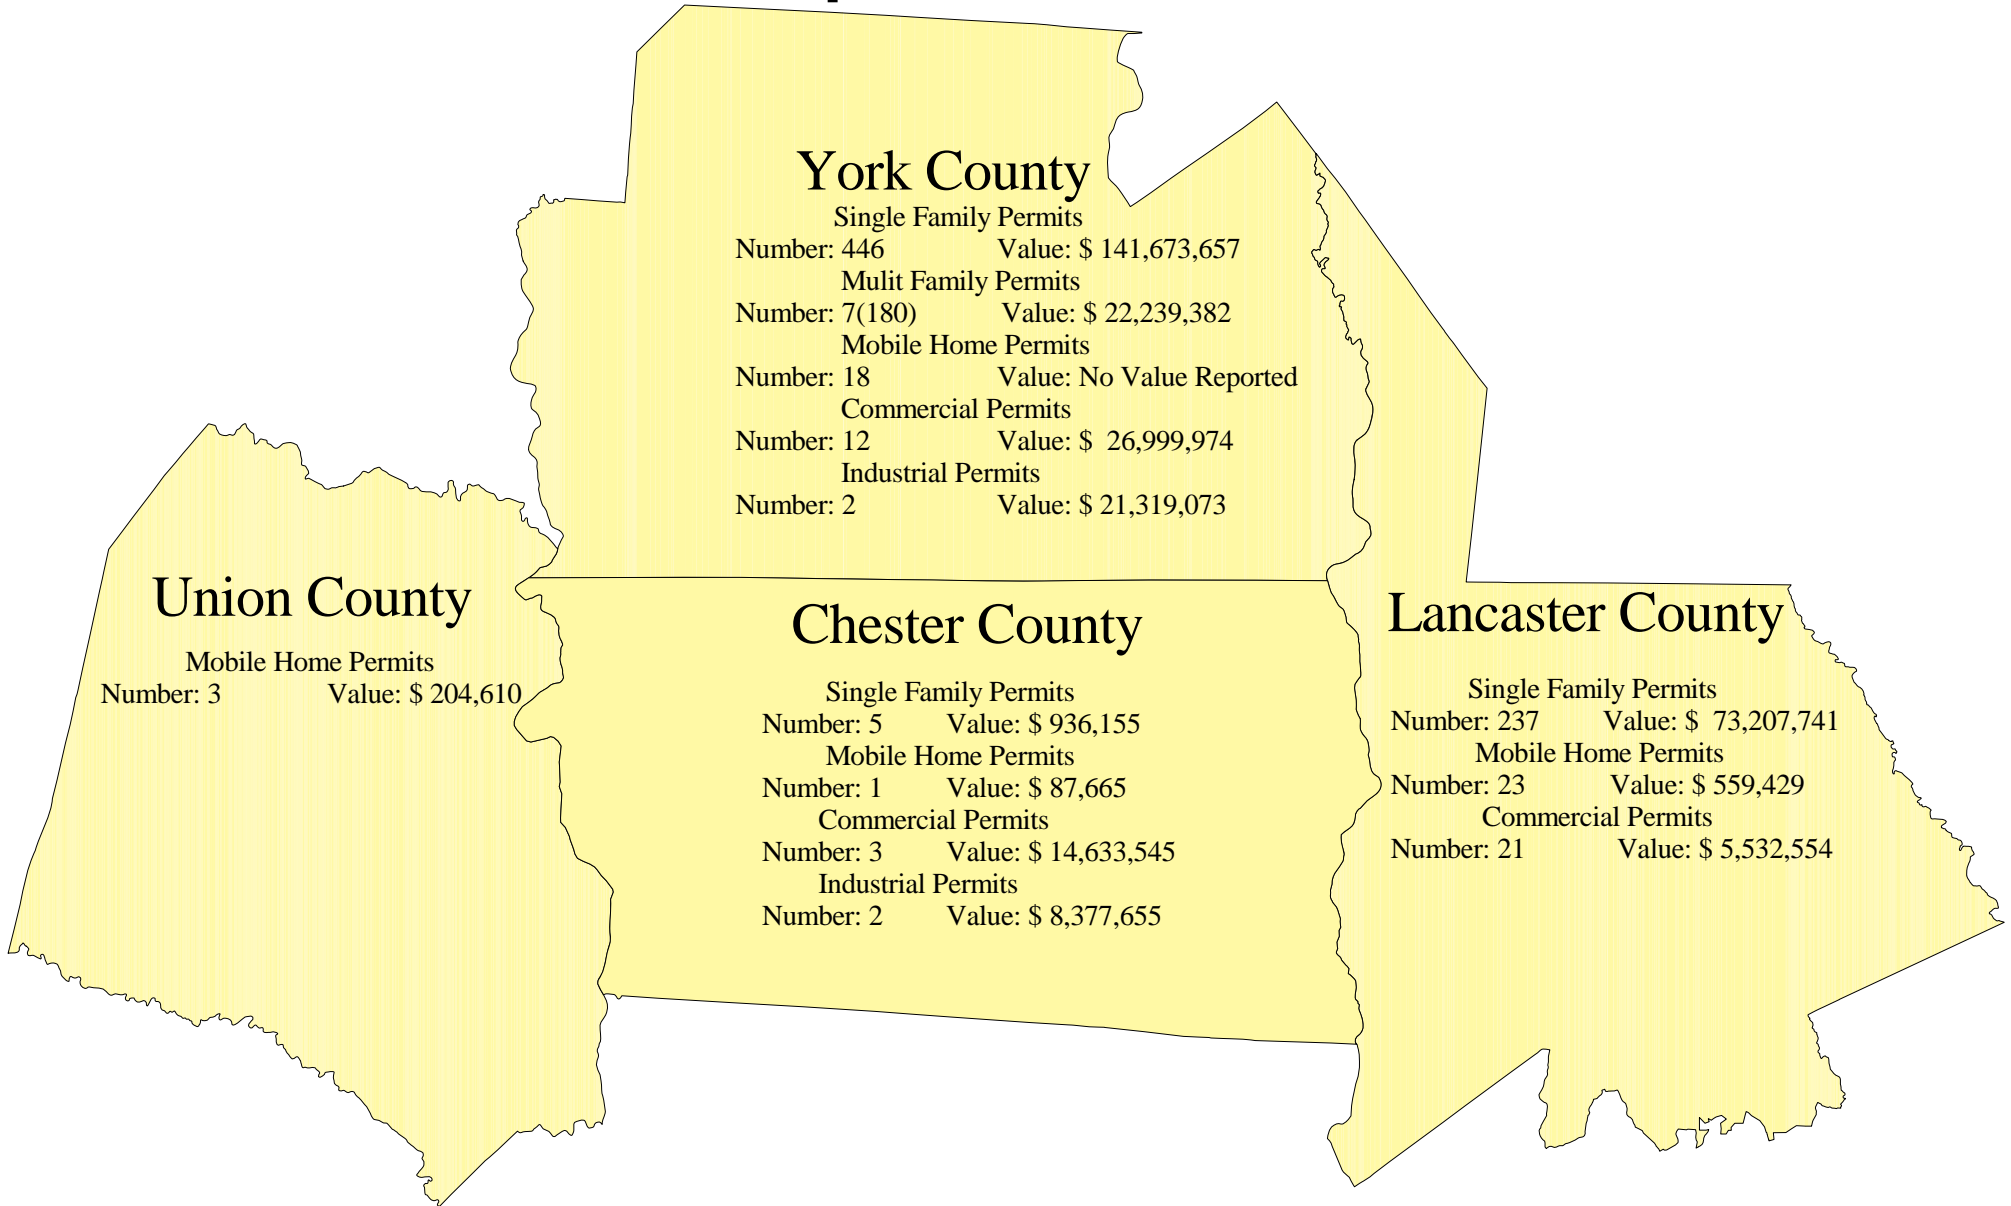 York County
Single Family Permits
Number: 446 Value: $ 141,673,657
Mulit Family Permits
Number: 7(180) Value: $ 22,239,382
Mobile Home Permits
Number: 18 Value: No Value Reported
Commercial Permits
Number: 12 Value: $ 26,999,974
Industrial Permits
Number: 2 Value: $ 21,319,073
Union County
Mobile Home Permits
Number: 3 Value: $ 204,610
Chester County
Single Family Permits
Number: 5 Value: $ 936,155
Mobile Home Permits
Number: 1 Value: $ 87,665
Commercial Permits
Number: 3 Value: $ 14,633,545
Industrial Permits
Number: 2 Value: $ 8,377,655
Lancaster County
Single Family Permits
Number: 237 Value: $ 73,207,741
Mobile Home Permits
Number: 23 Value: $ 559,429
Commercial Permits
Number: 21 Value: $ 5,532,554